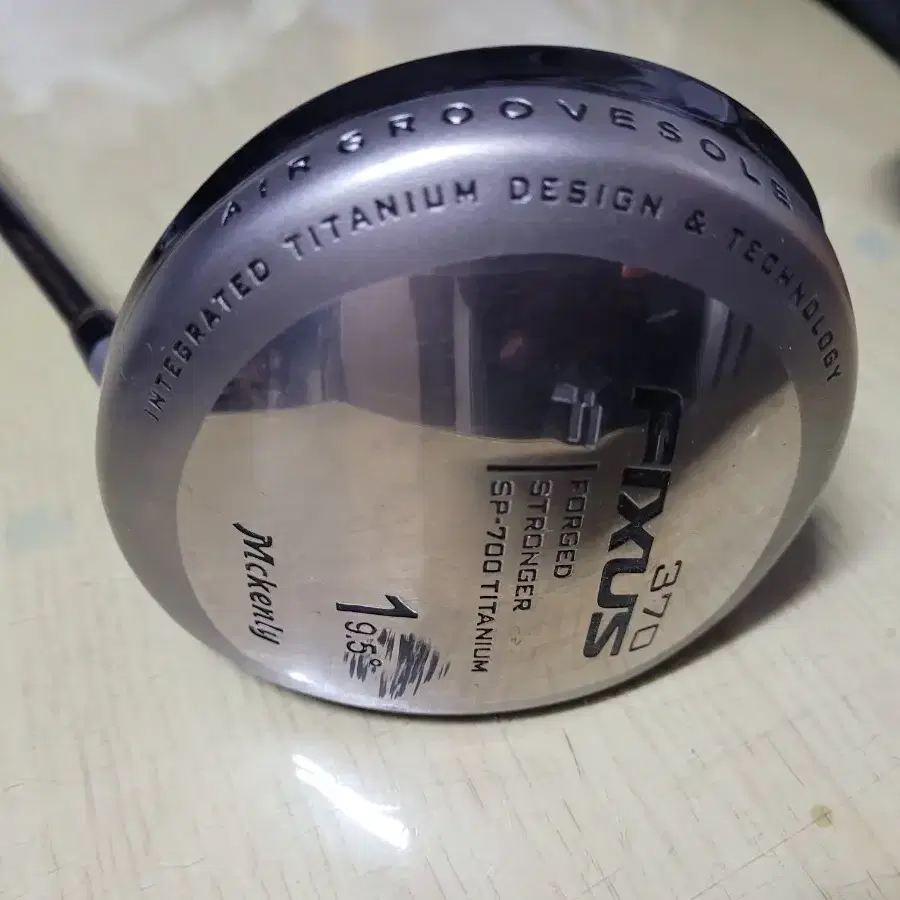 AIRGROOVESOLE
INTEGRATED TITANIUM DESIGN & TECHNOLOGY
FIXUS
370
FORGED
STRONGER
SP-700 TITANIUM
1
9.5°
Mckenly